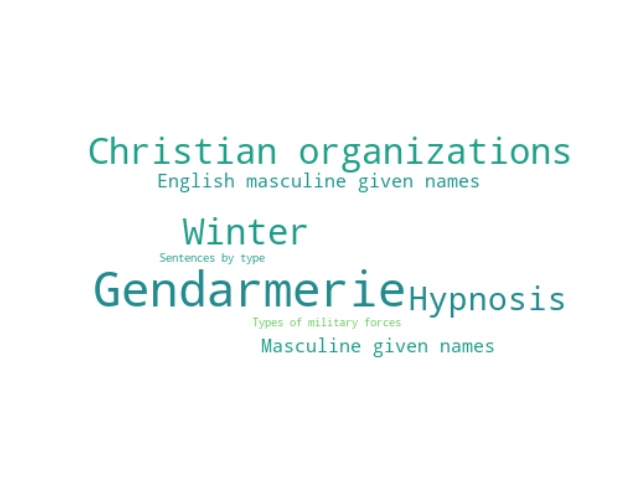 Christian organizations
English masculine given names
Winter
Sentences by type
Gendarmerie
Hypnosis
Types of military forces
Masculine given names